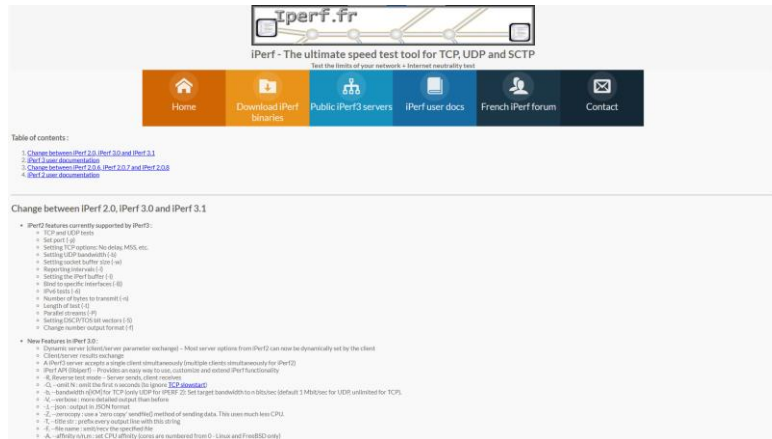 Iperf.fr
iPerf - The ultimate speed test tool for TCP, UDP and SCTP
Test the limits of your network + Internet neutrality test
Home
Download iPerf binaries
Public iPerf3 servers
iPerf user docs
French iPerf forum
Contact
Table of contents :
1. Change between iPerf 2.0, iPerf 3.0 and iPerf 3.1
2. iPerf 3 user documentation
3. Change between iPerf 2.0.6, iPerf 2.0.7 and iPerf 2.0.8
4. iPerf 2 user documentation
Change between iPerf 2.0, iPerf 3.0 and iPerf 3.1
iPerf2 features currently supported by iPerf3 :
TCP and UDP tests
Set port (-p)
Setting TCP options: No delay, MSS, etc.
Setting UDP bandwidth (-b)
Setting socket buffer size (-w)
Reporting intervals (-i)
Setting the iPerf buffer (-l)
Bind to specific interfaces (-B)
IPv6 tests (-6)
Number of bytes to transmit (-n)
Length of test (-t)
Parallel streams (-P)
Setting DSCP/TOS bit vectors (-S)
Change number output format (-f)
New Features in iPerf 3.0 :
Dynamic server (client/server parameter exchange) – Most server options from iPerf2 can now be dynamically set by the client
Client/server results exchange
A iPerf3 server accepts a single client simultaneously (multiple clients simultaneously for iPerf2)
iPerf API (libiperf) – Provides an easy way to use, customize and extend iPerf functionality
-R, Reverse test mode – Server sends, client receives
-O, --omit N : omit the first n seconds (to ignore TCP slowstart)
-b, --bandwidth n[KM] for TCP (only UDP for IPERF 2): Set target bandwidth to n bits/sec (default 1 Mbit/sec for UDP, unlimited for TCP).
-V, --verbose : more detailed output than before
-J, --json : output in JSON format
-Z, --zerocopy : use a 'zero copy' sendfile() method of sending data. This uses much less CPU.
-T, --title str : prefix every output line with this string
-F, --file name : xmit/recv the specified file
-A, --affinity n/n,m : set CPU affinity (cores are numbered from 0 - Linux and FreeBSD only)